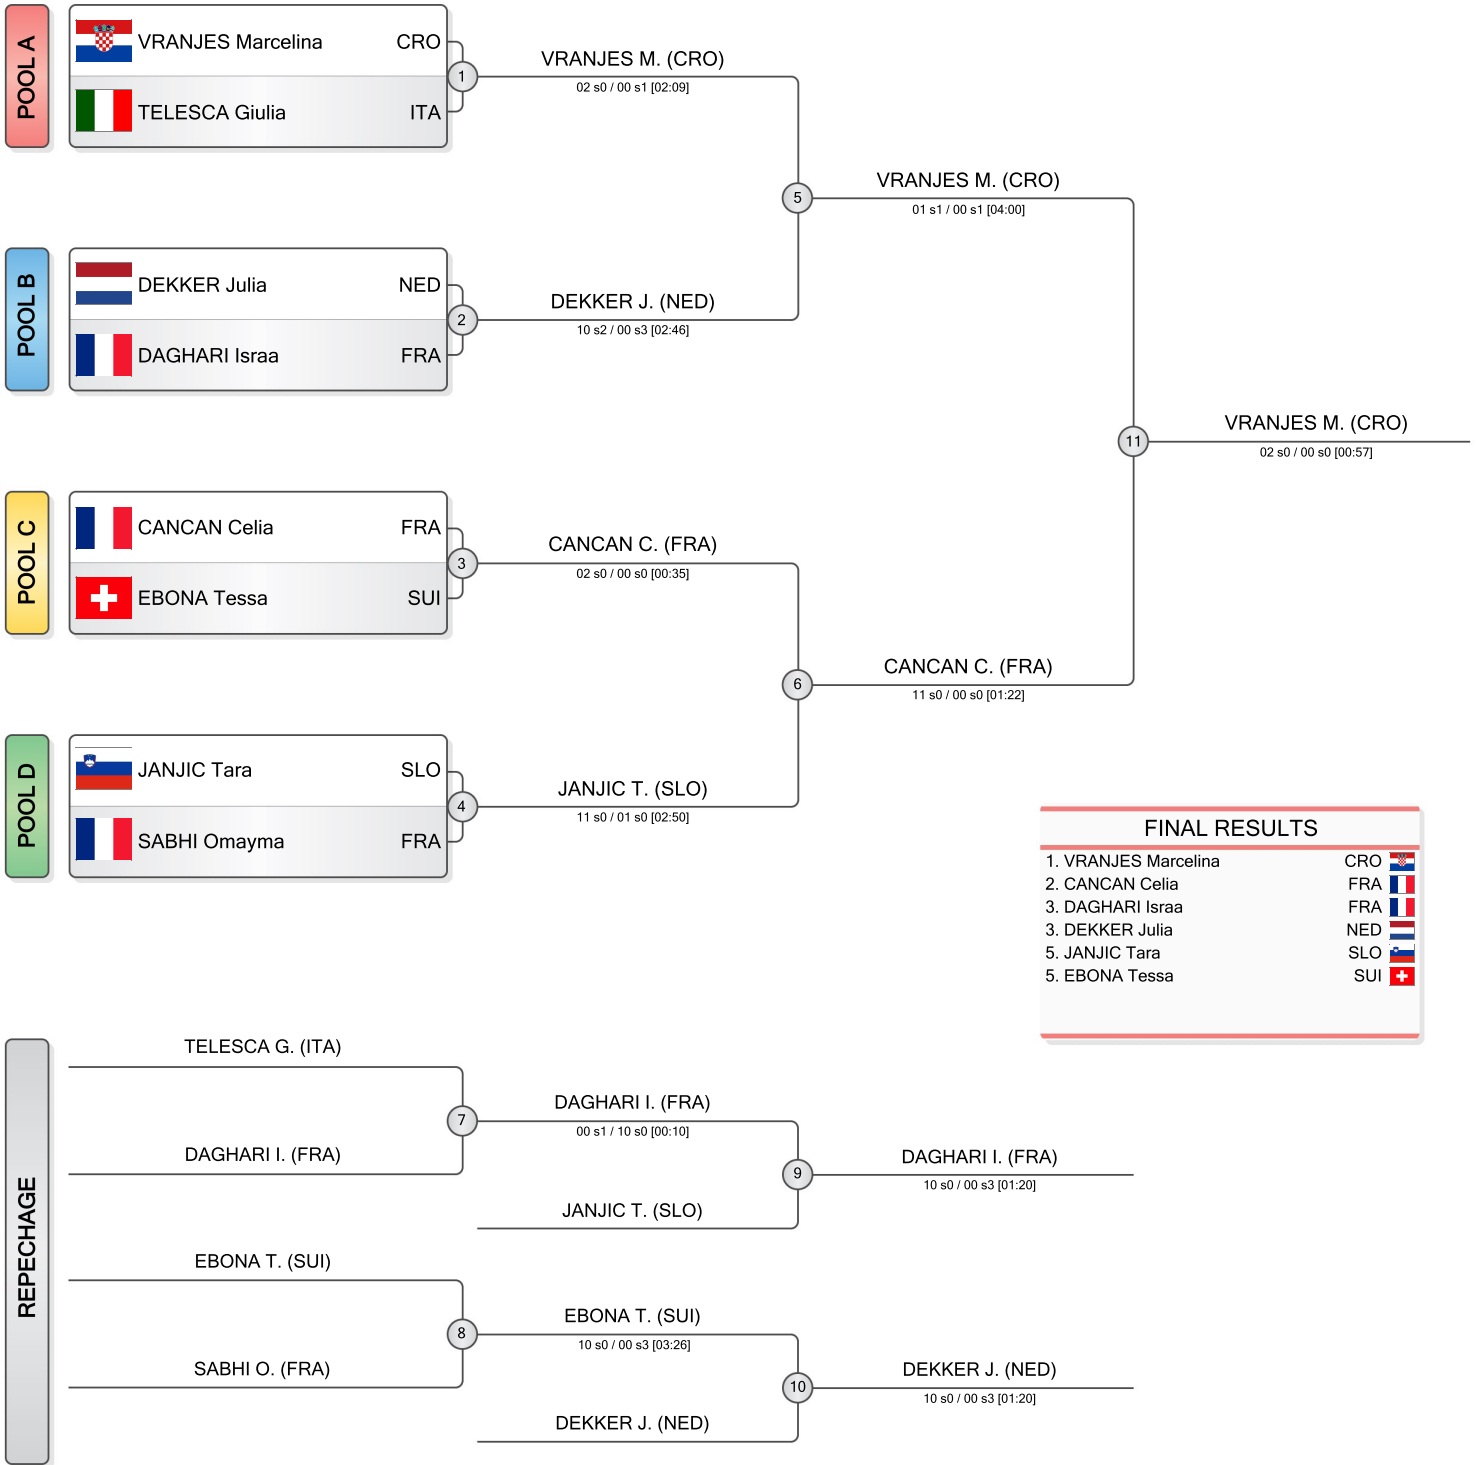 POOL A
VRANJES Marcelina CRO
TELESCA Giulia ITA
1
VRANJES M. (CRO)
02 s0 / 00 s1 [02:09]
5
VRANJES M. (CRO)
01 s1 / 00 s1 [04:00]
POOL B
DEKKER Julia NED
DAGHARI Israa FRA
2
DEKKER J. (NED)
10 s2 / 00 s3 [02:46]
11
VRANJES M. (CRO)
02 s0 / 00 s0 [00:57]
POOL C
CANCAN Celia FRA
EBONA Tessa SUI
3
CANCAN C. (FRA)
02 s0 / 00 s0 [00:35]
6
CANCAN C. (FRA)
11 s0 / 00 s0 [01:22]
POOL D
JANJIC Tara SLO
SABHI Omayma FRA
4
JANJIC T. (SLO)
11 s0 / 01 s0 [02:50]
FINAL RESULTS
1. VRANJES Marcelina CRO
2. CANCAN Celia FRA
3. DAGHARI Israa FRA
3. DEKKER Julia NED
5. JANJIC Tara SLO
5. EBONA Tessa SUI
REPECHAGE
TELESCA G. (ITA)
DAGHARI I. (FRA)
7
DAGHARI I. (FRA)
00 s1 / 10 s0 [00:10]
JANJIC T. (SLO)
9
DAGHARI I. (FRA)
10 s0 / 00 s3 [01:20]
EBONA T. (SUI)
SABHI O. (FRA)
8
EBONA T. (SUI)
10 s0 / 00 s3 [03:26]
DEKKER J. (NED)
10
DEKKER J. (NED)
10 s0 / 00 s3 [01:20]